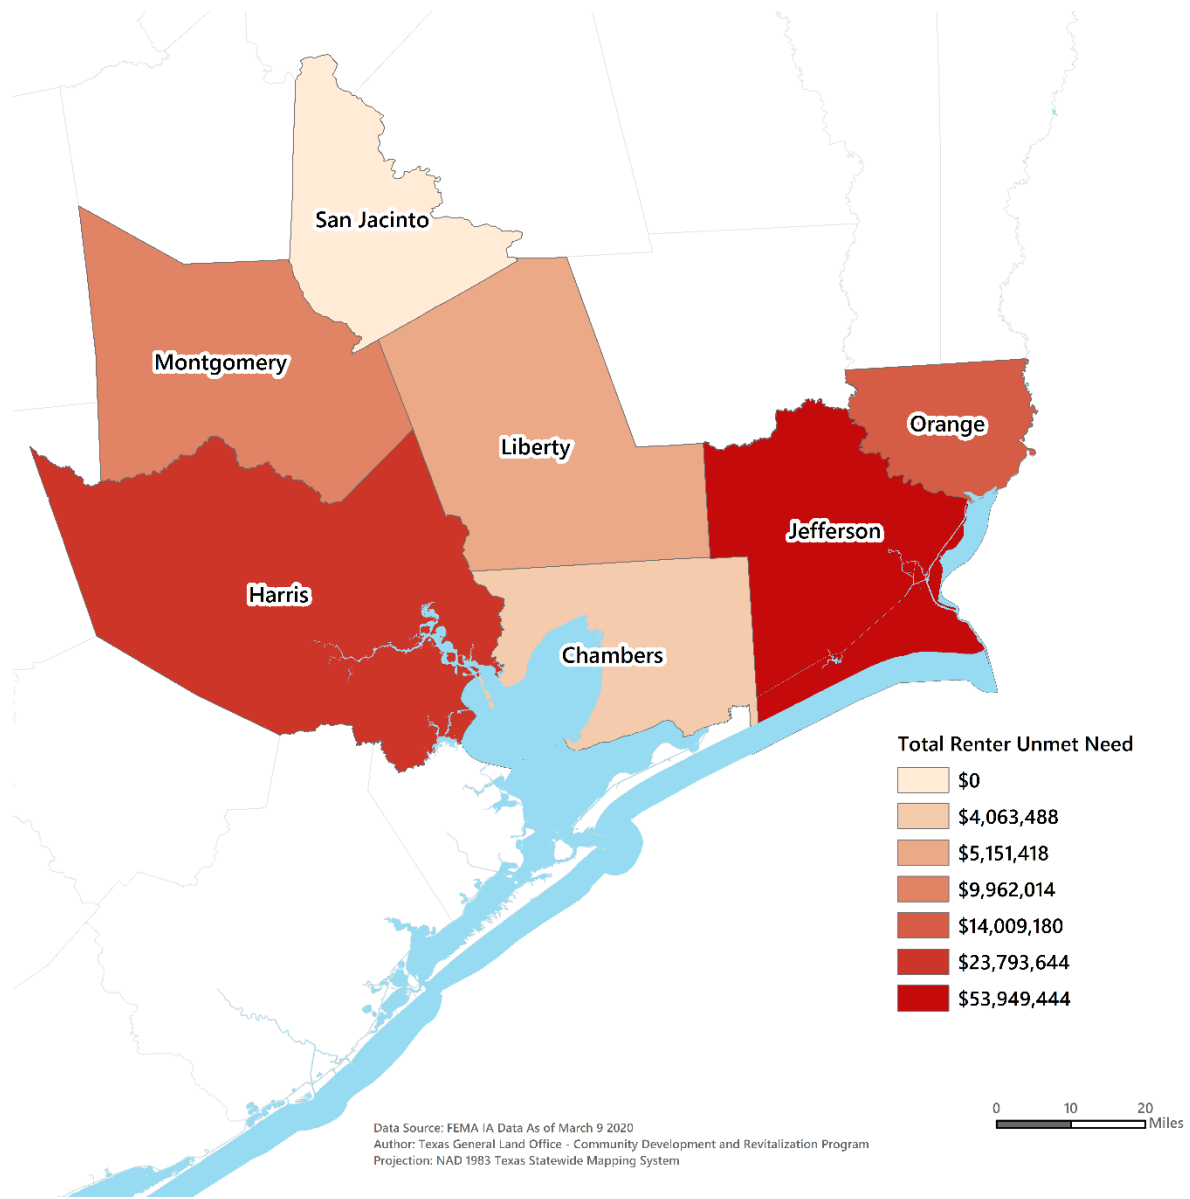 San Jacinto
Montgomery
Orange
Liberty
Jefferson
Harris
Chambers
Total Renter Unmet Need
$0
$4,063,488
$5,151,418
$9,962,014
$14,009,180
$23,793,644
$53,949,444
0 10 20
Miles
Data Source: FEMA IA Data As of March 9 2020
Author: Texas General Land Office - Community Development and Revitalization Program
Projection: NAD 1983 Texas Statewide Mapping System